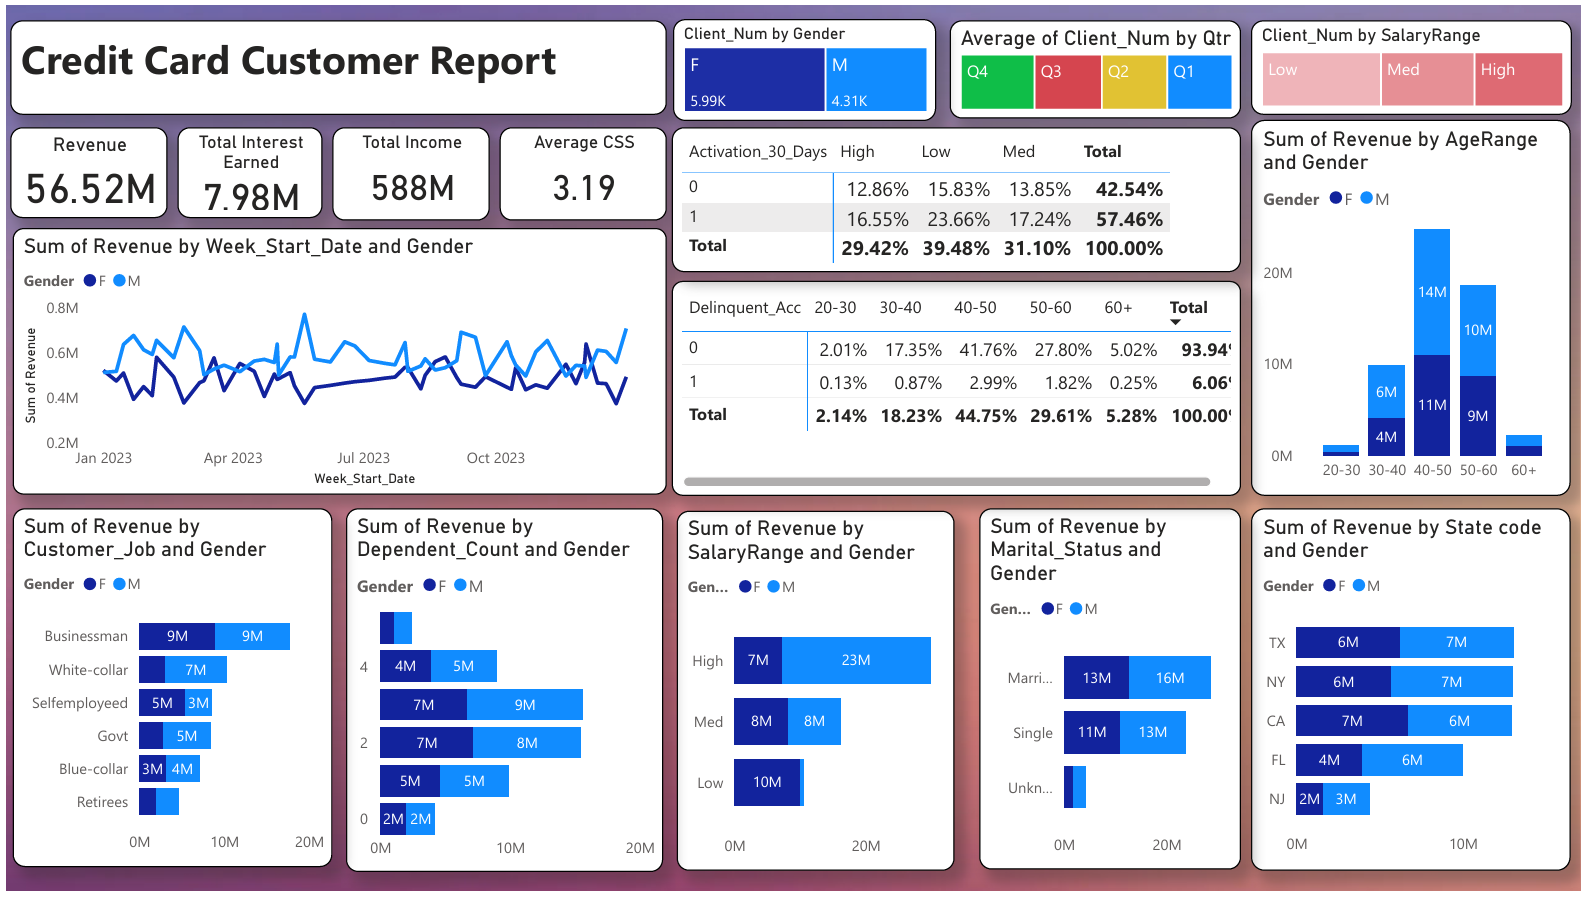 Credit Card Customer Report
Client_Num by Gender
F
M
5.99K
4.31K
Average of Client_Num by Qtr
Q4
Q3
Q2
Q1
Client_Num by SalaryRange
Low
Med
High
Revenue
56.52M
Total Interest
Earned
7.98M
Total Income
588M
Average CSS
3.19
Activation_30_Days High Low Med Total
0 12.86% 15.83% 13.85% 42.54%
1 16.55% 23.66% 17.24% 57.46%
Total 29.42% 39.48% 31.10% 100.00%
Sum of Revenue by AgeRange
and Gender
Gender F M
20M
10M
0M
14M
11M
10M
9M
6M
4M
20-30 30-40 40-50 50-60 60+
Sum of Revenue by Week_Start_Date and Gender
Gender F M
Sum of Revenue
0.8M
0.6M
0.4M
0.2M
Jan 2023 Apr 2023 Jul 2023 Oct 2023
Week_Start_Date
Delinquent_Acc 20-30 30-40 40-50 50-60 60+ Total
0 2.01% 17.35% 41.76% 27.80% 5.02% 93.94
1 0.13% 0.87% 2.99% 1.82% 0.25% 6.06
Total 2.14% 18.23% 44.75% 29.61% 5.28% 100.00
Sum of Revenue by
Customer_Job and Gender
Gender F M
Businessman 9M 9M
White-collar 7M
Selfemployeed 5M 3M
Govt 5M
Blue-collar 3M 4M
Retirees
0M 10M 20M
Sum of Revenue by
Dependent_Count and Gender
Gender F M
4 4M 5M
7M 9M
2 7M 8M
5M 5M
0 2M 2M
0M 10M 20M
Sum of Revenue by
SalaryRange and Gender
Gen... F M
High 7M 23M
Med 8M 8M
Low 10M
0M 20M
Sum of Revenue by
Marital_Status and
Gender
Gen... F M
Marri... 13M 16M
Single 11M 13M
Unkn...
0M 20M
Sum of Revenue by State code
and Gender
Gender F M
TX 6M 7M
NY 6M 7M
CA 7M 6M
FL 4M 6M
NJ 2M 3M
0M 10M